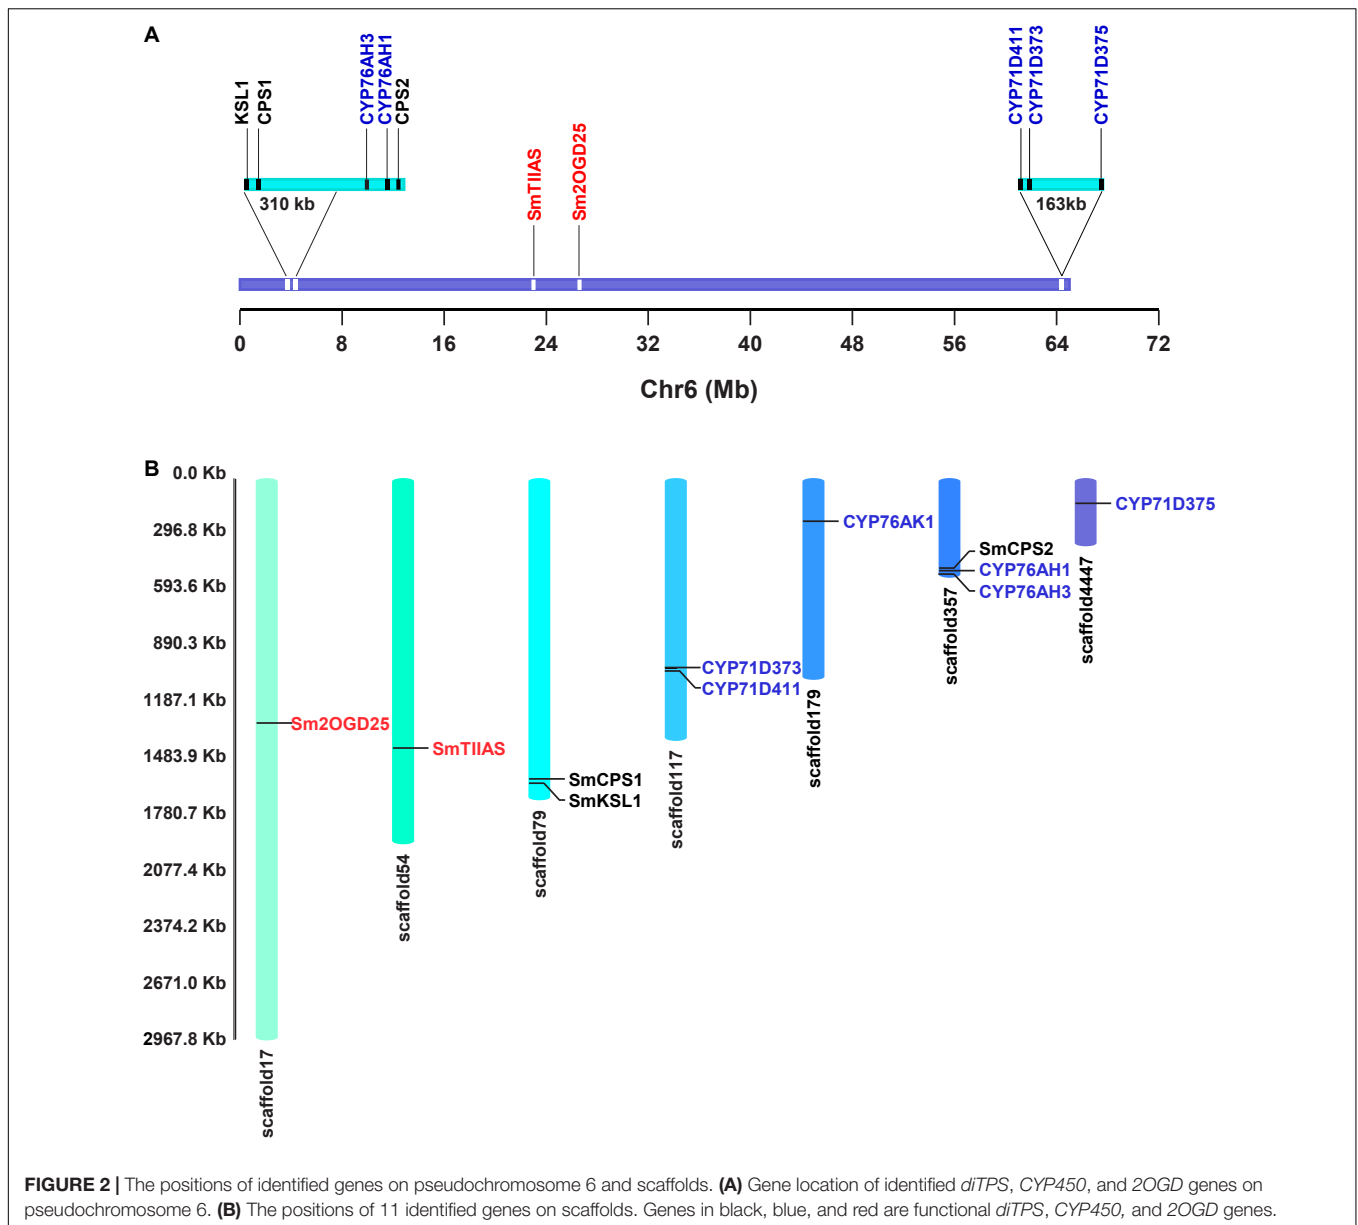 A
KSL1
CPS1
CYP76AH3
CYP76AH1
CPS2
SmTIIAS
Sm2OGD25
CYP71D411
CYP71D373
CYP71D375
310 kb
163kb
0 8 16 24 32 40 48 56 64 72
Chr6 (Mb)
B
0.0 Kb
296.8 Kb
593.6 Kb
890.3 Kb
1187.1 Kb
1483.9 Kb
1780.7 Kb
2077.4 Kb
2374.2 Kb
2671.0 Kb
2967.8 Kb
Sm2OGD25
scaffold17
SmTIIAS
scaffold54
SmCPS1
SmKSL1
scaffold79
CYP71D373
CYP71D411
scaffold117
CYP76AK1
scaffold179
SmCPS2
CYP76AH1
CYP76AH3
scaffold357
CYP71D375
scaffold4447
FIGURE 2 | The positions of identified genes on pseudochromosome 6 and scaffolds. (A) Gene location of identified diTPS, CYP450, and 2OGD genes on
pseudochromosome 6. (B) The positions of 11 identified genes on scaffolds. Genes in black, blue, and red are functional diTPS, CYP450, and 2OGD genes.